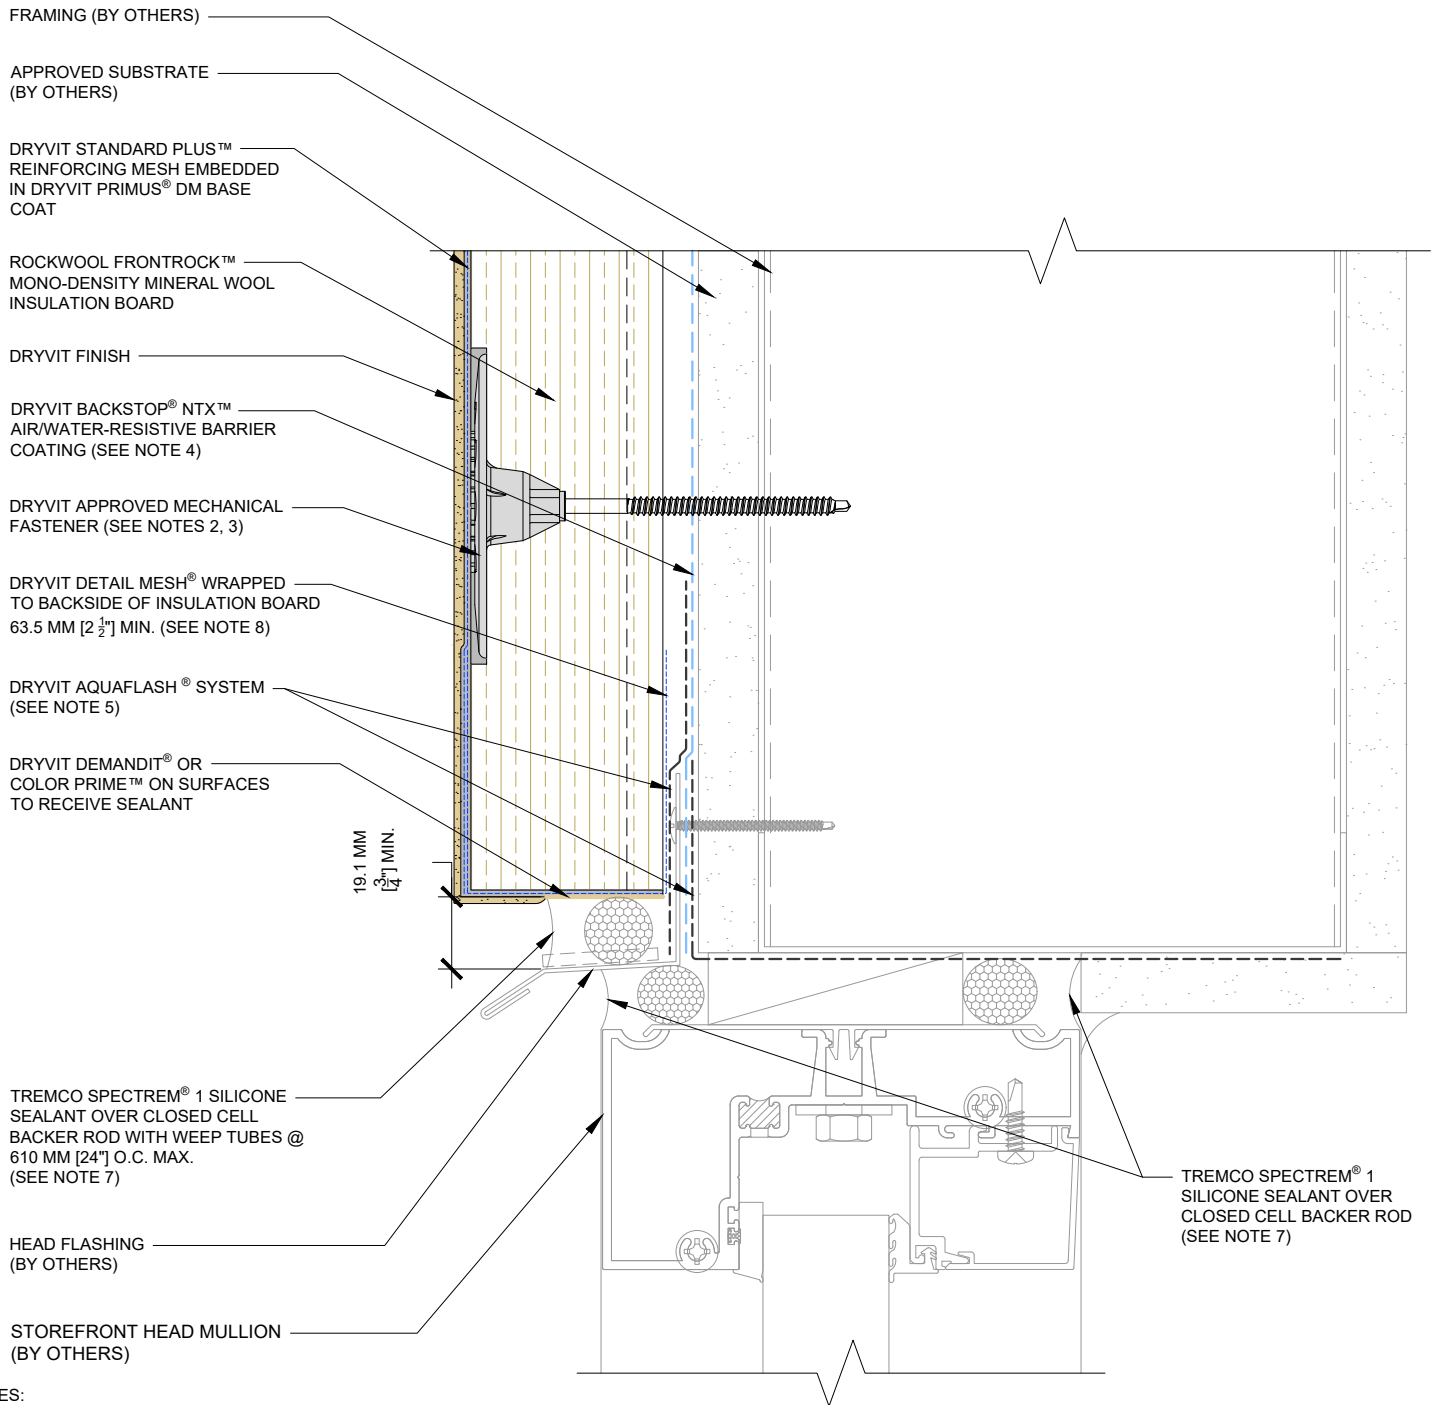 FRAMING (BY OTHERS)
APPROVED SUBSTRATE
(BY OTHERS)
DRYVIT STANDARD PLUS™
REINFORCING MESH EMBEDDED
IN DRYVIT PRIMUS® DM BASE
COAT
ROCKWOOL FRONTROCK™
MONO-DENSITY MINERAL WOOL
INSULATION BOARD
DRYVIT FINISH
DRYVIT BACKSTOP® NTX™
AIR/WATER-RESISTIVE BARRIER
COATING (SEE NOTE 4)
DRYVIT APPROVED MECHANICAL
FASTENER (SEE NOTES 2, 3)
DRYVIT DETAIL MESH® WRAPPED
TO BACKSIDE OF INSULATION BOARD
63.5 MM [2 1/2"] MIN. (SEE NOTE 8)
DRYVIT AQUAFLASH ® SYSTEM
(SEE NOTE 5)
DRYVIT DEMANDIT® OR
COLOR PRIME™ ON SURFACES
TO RECEIVE SEALANT
19.1 MM
[3/4"] MIN.
TREMCO SPECTREM® 1 SILICONE
SEALANT OVER CLOSED CELL
BACKER ROD WITH WEEP TUBES @
610 MM [24"] O.C. MAX.
(SEE NOTE 7)
HEAD FLASHING
(BY OTHERS)
STOREFRONT HEAD MULLION
(BY OTHERS)
TREMCO SPECTREM® 1
SILICONE SEALANT OVER
CLOSED CELL BACKER ROD
(SEE NOTE 7)
ES: